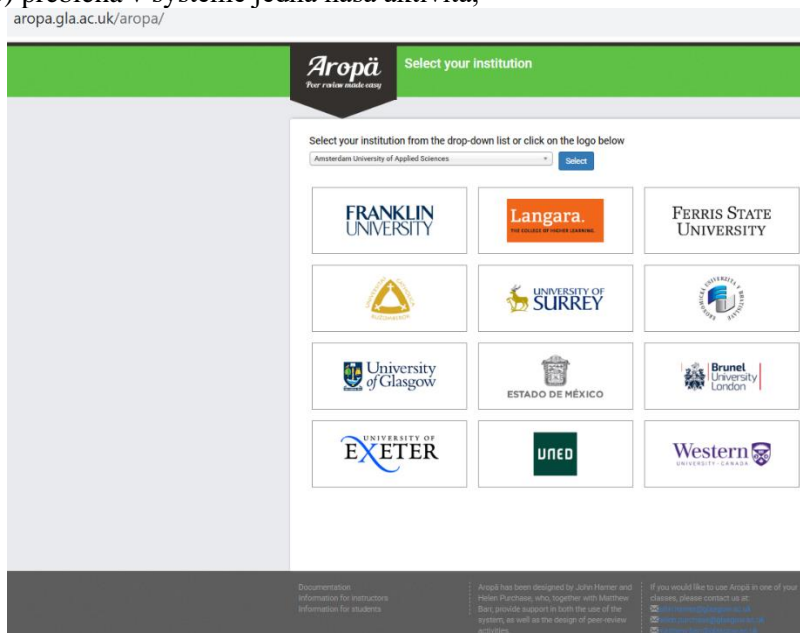 prebieha v systéme jedna naša aktivita,
aropa.gla.ac.uk/aropa/
Aropä
Peer review made easy
Select your institution
Select your institution from the drop-down list or click on the logo below
Amsterdam University of Applied Sciences
Select
FRANKLIN
UNIVERSITY
Langara.
THE COLLEGE OF HIGHER LEARNING.
FERRIS STATE
UNIVERSITY
UNIVERSITY OF
SURREY
University
of Glasgow
ESTADO DE MÉXICO
Brunel
University
London
UNIVERSITY OF
EXETER
UNED
Western
UNIVERSITY · CANADA
Documentation
Information for instructors
Information for students
Aropä has been designed by John Hamer and
Helen Purchase, who, together with Matthew
Barr, provide support in both the use of the
system, as well as the design of peer-review
activities.
If you would like to use Aropä in one of your
classes, please contact us at: